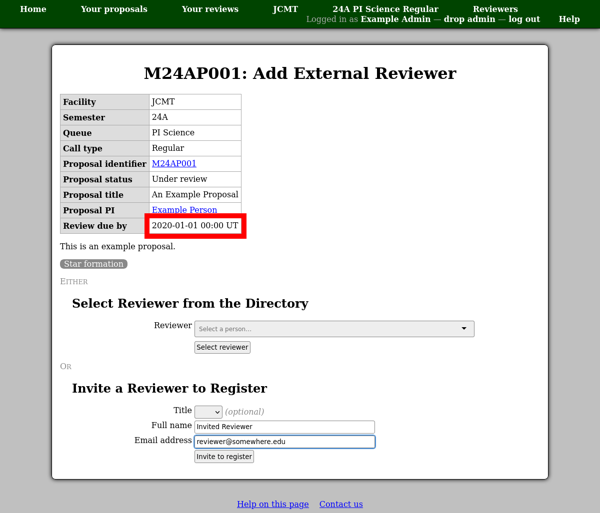 Home Your proposals Your reviews JCMT 24A PI Science Regular Reviewers
Logged in as Example Admin — drop admin — log out Help
M24AP001: Add External Reviewer
Facility JCMT
Semester 24A
Queue PI Science
Call type Regular
Proposal identifier M24AP001
Proposal status Under review
Proposal title An Example Proposal
Proposal PI Example Person
Review due by 2020-01-01 00:00 UT
This is an example proposal.
Star formation
EITHER
Select Reviewer from the Directory
Reviewer Select a person...
Select reviewer
OR
Invite a Reviewer to Register
Title (optional)
Full name Invited Reviewer
Email address reviewer@somewhere.edu
Invite to register
Help on this page Contact us